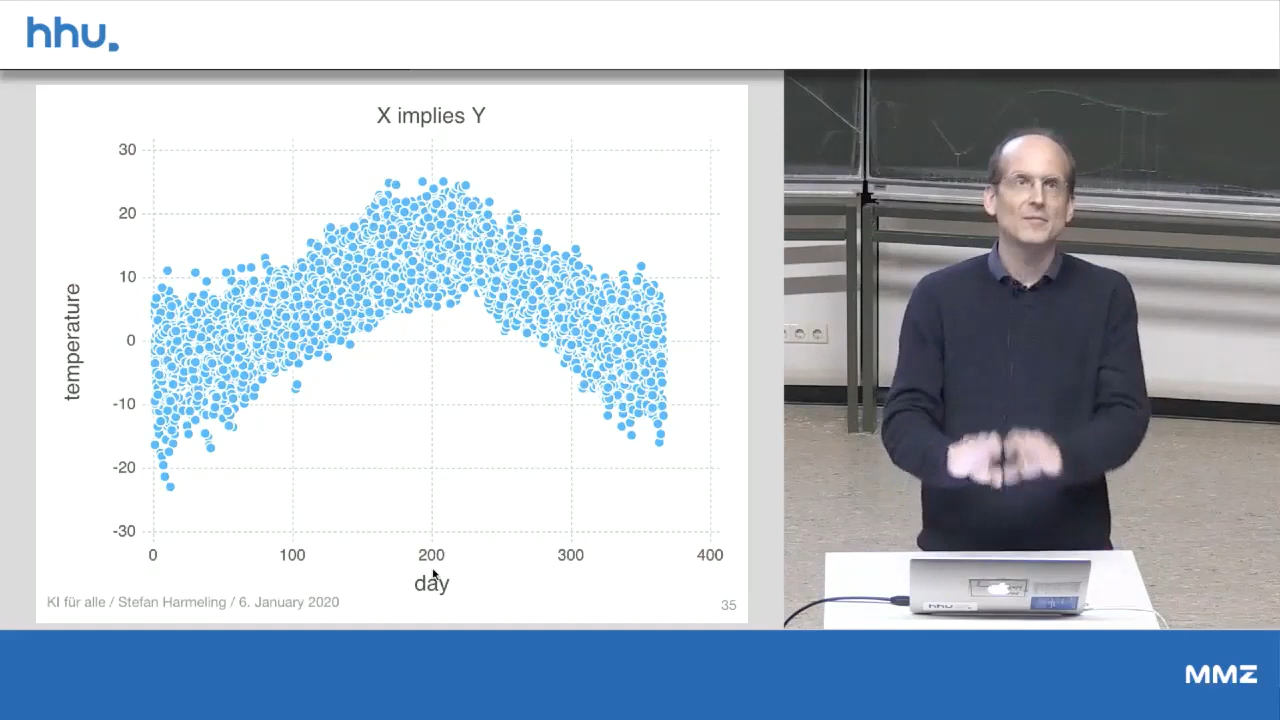 hhu.
X implies Y
30
20
10
0
-10
-20
-30
temperature
0 100 200 300 400
day
KI für alle / Stefan Harmeling / 6. January 2020
35
hhu
MMZ